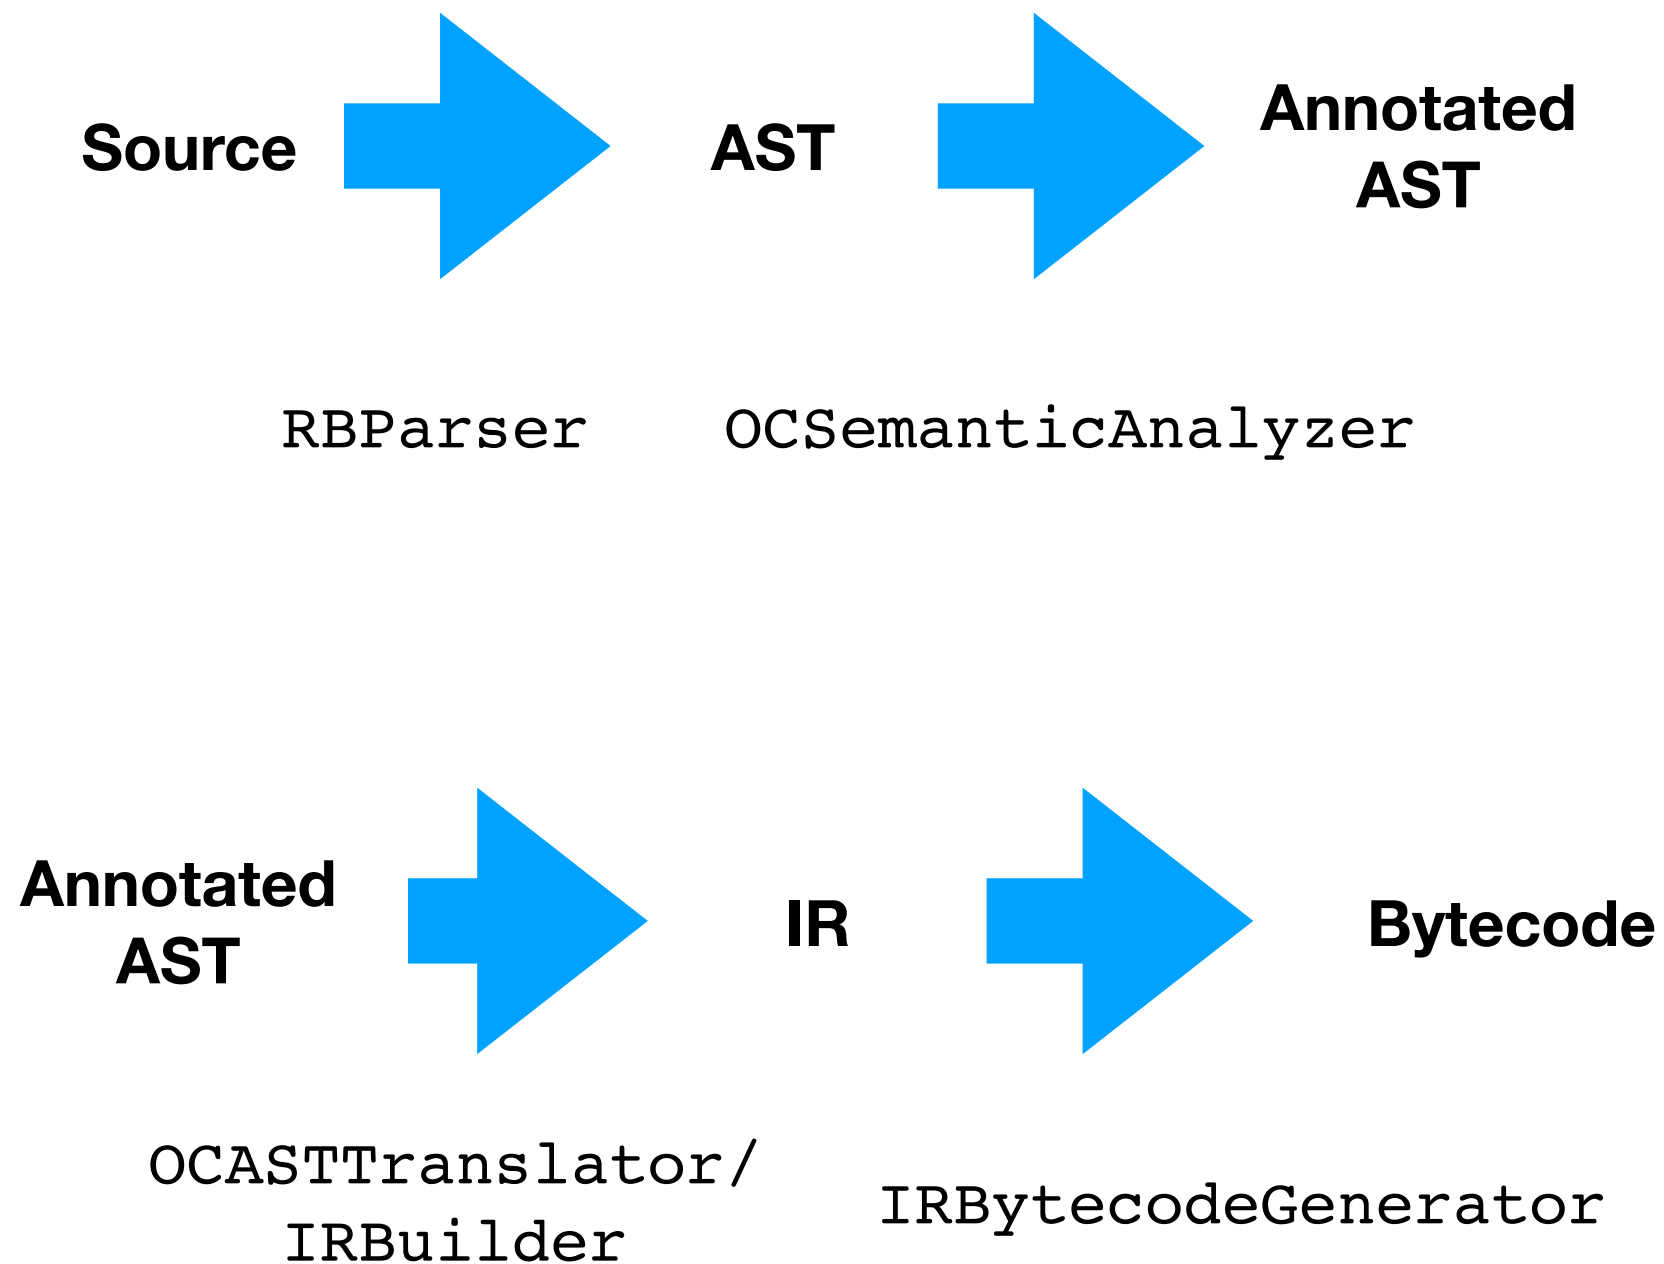 Source
AST
Annotated
AST
RBParser
OCSemanticAnalyzer
Annotated
AST
IR
Bytecode
OCASTTranslator/
IRBuilder
IRBytecodeGenerator